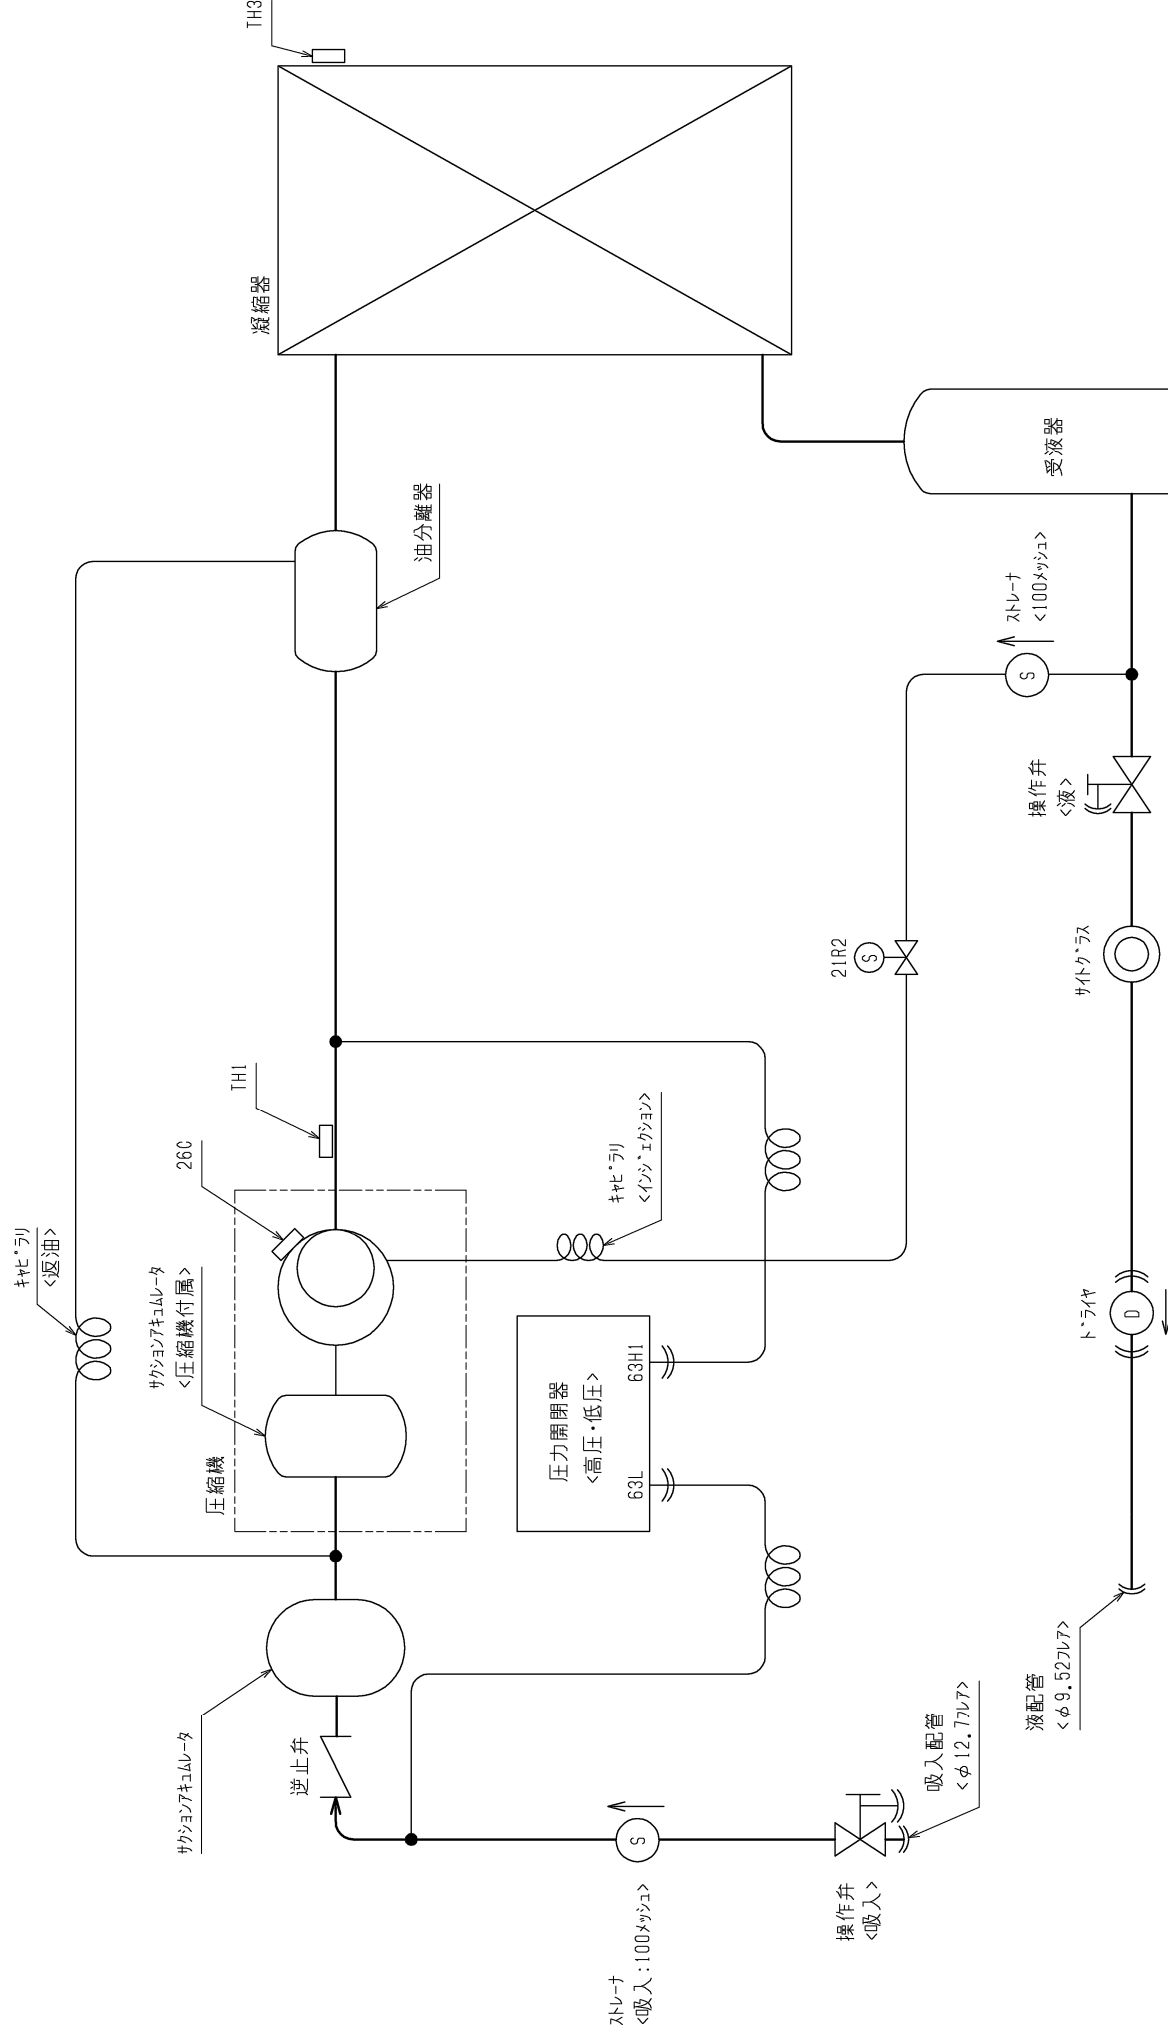 TH3
凝縮器
受液器
油分離器
ストレーナ
<100メッシュ>
操作弁
<液>
21R2
S
S
サイトグラス
TH1
26C
キャピラリ
<インジェクション>
キャピラリ
<返油>
サクションアキュムレータ
<圧縮機付属>
圧縮機
圧力開閉器
<高圧・低圧>
63H1
63L
ドライヤ
D
サクションアキュムレータ
逆止弁
液配管
<φ9.52フレア>
吸入配管
<φ12.7フレア>
S
操作弁
<吸入>
ストレーナ
<吸入:100メッシュ>